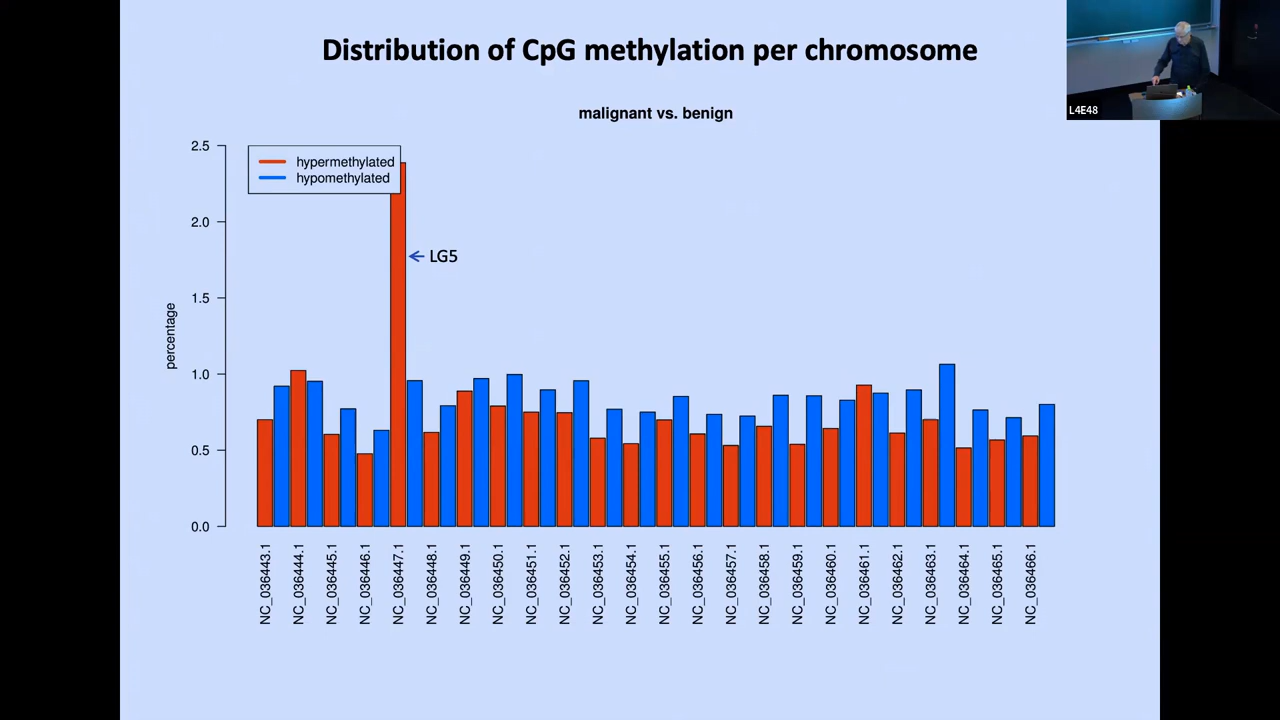 Distribution of CpG methylation per chromosome
L4E48
malignant vs. benign
hypermethylated
hypomethylated
2.5
2.0
1.5
1.0
0.5
0.0
percentage
LG5
NC_036443.1
NC_036444.1
NC_036445.1
NC_036446.1
NC_036447.1
NC_036448.1
NC_036449.1
NC_036450.1
NC_036451.1
NC_036452.1
NC_036453.1
NC_036454.1
NC_036455.1
NC_036456.1
NC_036457.1
NC_036458.1
NC_036459.1
NC_036460.1
NC_036461.1
NC_036462.1
NC_036463.1
NC_036464.1
NC_036465.1
NC_036466.1